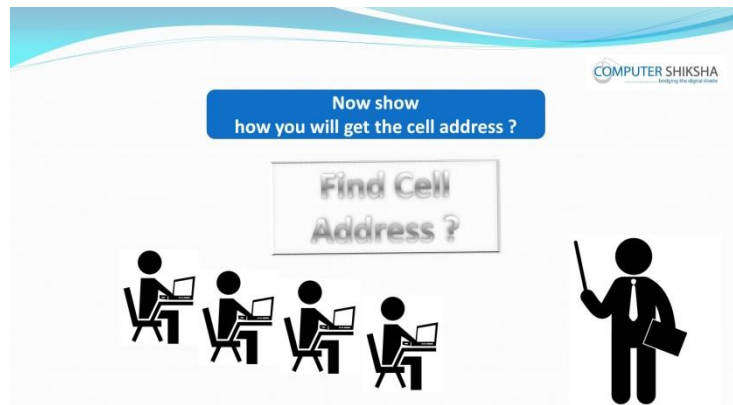 COMPUTER SHIKSHA
bridging the digital divide
Now show
how you will get the cell address ?
Find Cell
Address ?